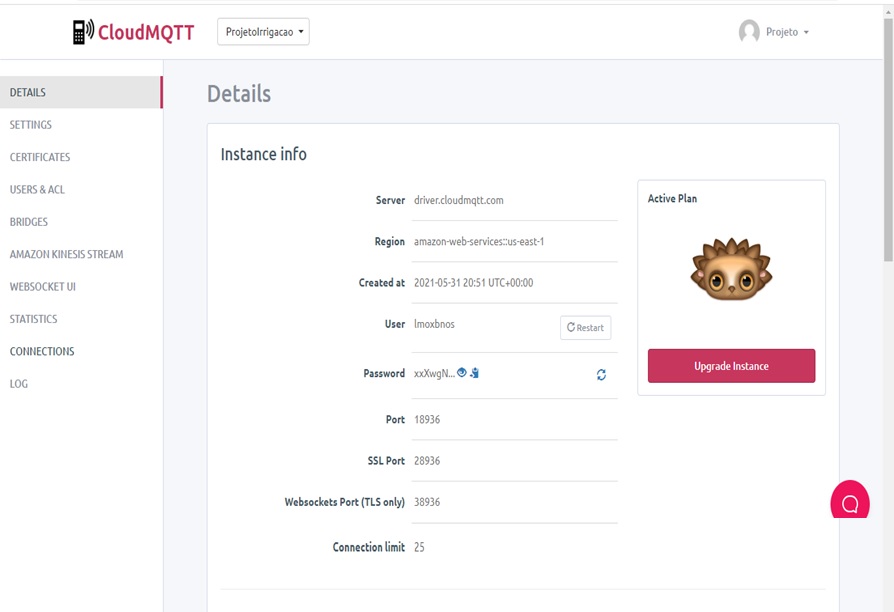 CloudMQTT
ProjetoIrrigacao
Projeto
DETAILS
SETTINGS
CERTIFICATES
USERS & ACL
BRIDGES
AMAZON KINESIS STREAM
WEBSOCKET UI
STATISTICS
CONNECTIONS
LOG
Details
Instance info
Server driver.cloudmqtt.com
Region amazon-web-services::us-east-1
Created at 2021-05-31 20:51 UTC+00:00
User lmoxbnos Restart
Password xxXwgN...
Port 18936
SSL Port 28936
Websockets Port (TLS only) 38936
Connection limit 25
Active Plan
Upgrade Instance